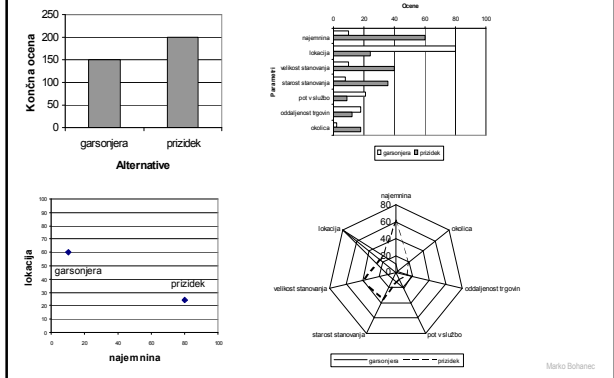 250
200
150
100
50
0
Končna ocena
garsonjera prizidek
Alternative
Ocene
0 20 40 60 80 100
Parametri
najemnina
lokacija
velikost stanovanja
starost stanovanja
pot v službo
oddaljenost trgovin
okolica
garsonjera prizidek
100
90
80
70
60
50
40
30
20
10
0
lokacija
garsonjera
prizidek
0 20 40 60 80 100
najemnina
najemnina
80
60
40
20
0
lokacija
okolica
velikost stanovanja
oddaljenost trgovin
starost stanovanja
pot v službo
garsonjera prizidek
Marko Bohanec